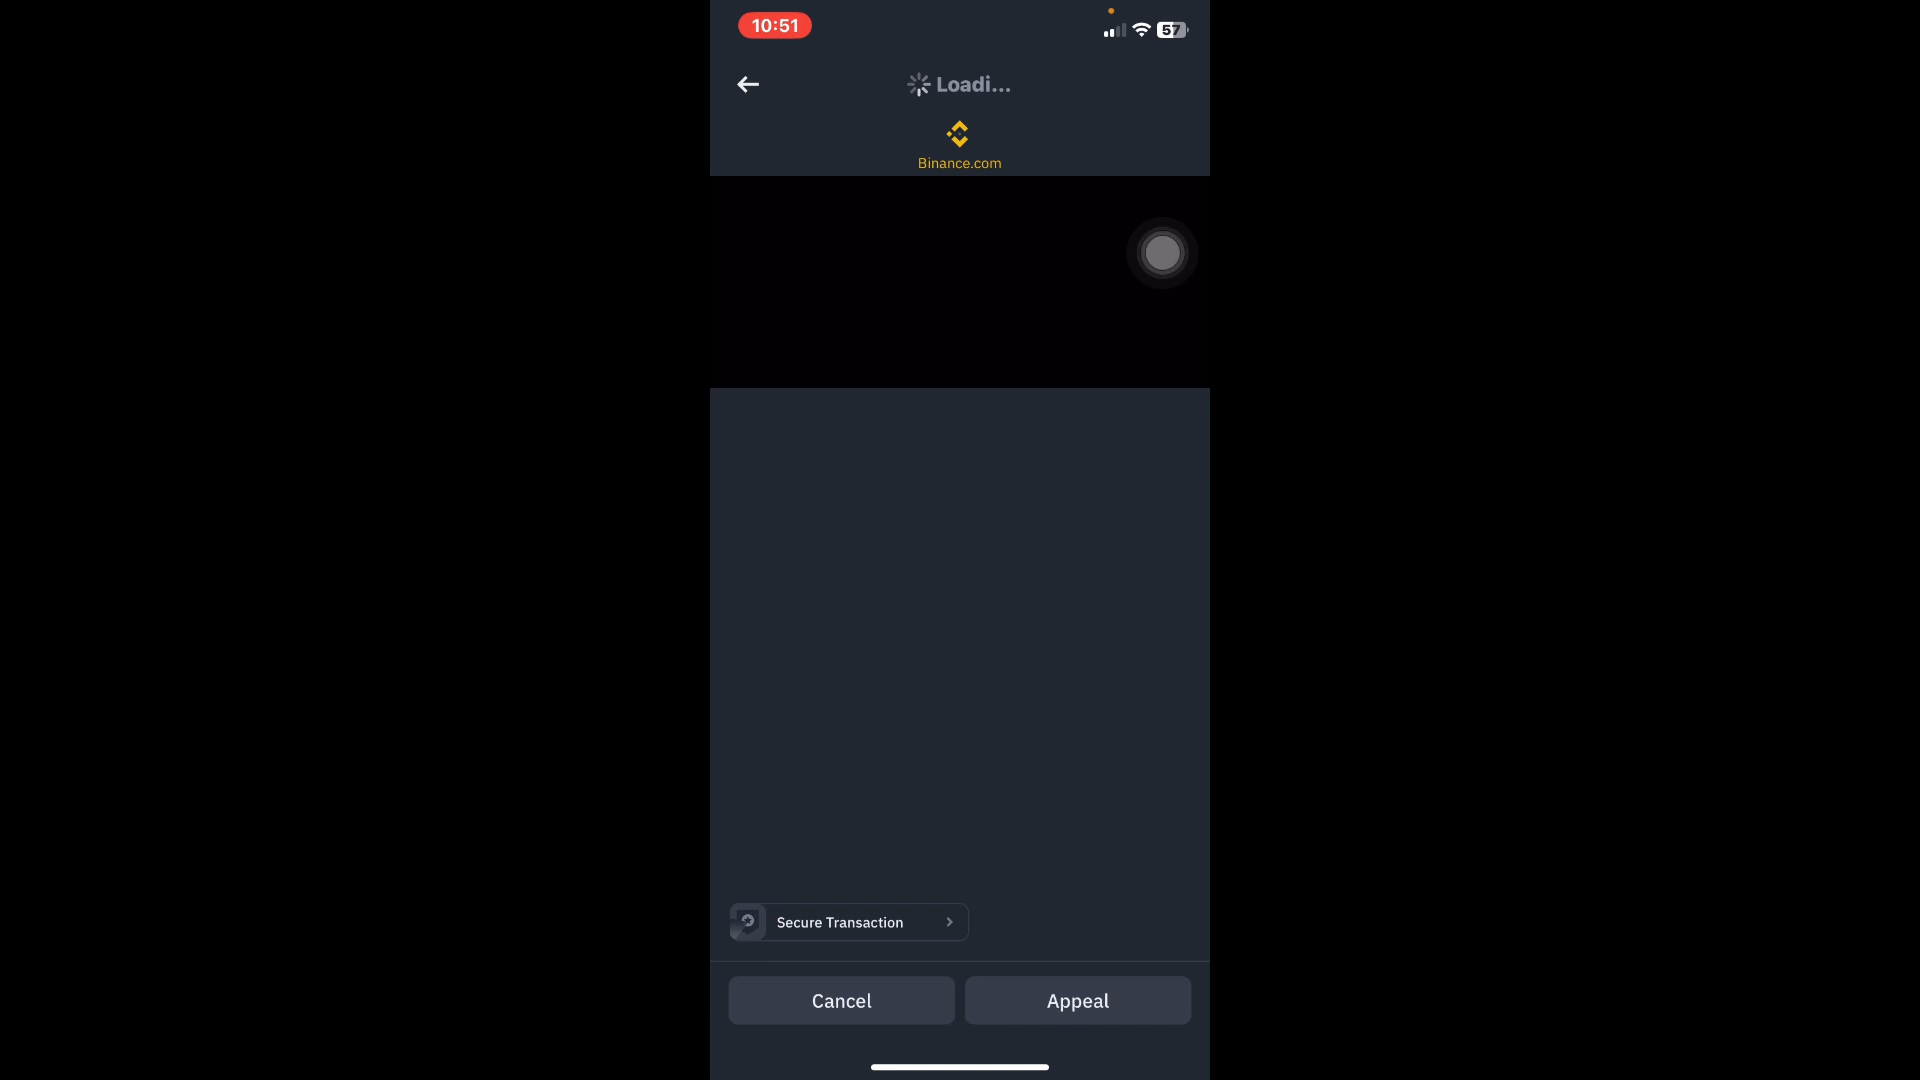 10:51
57
Loadi...
Binance.com
Secure Transaction
Cancel
Appeal